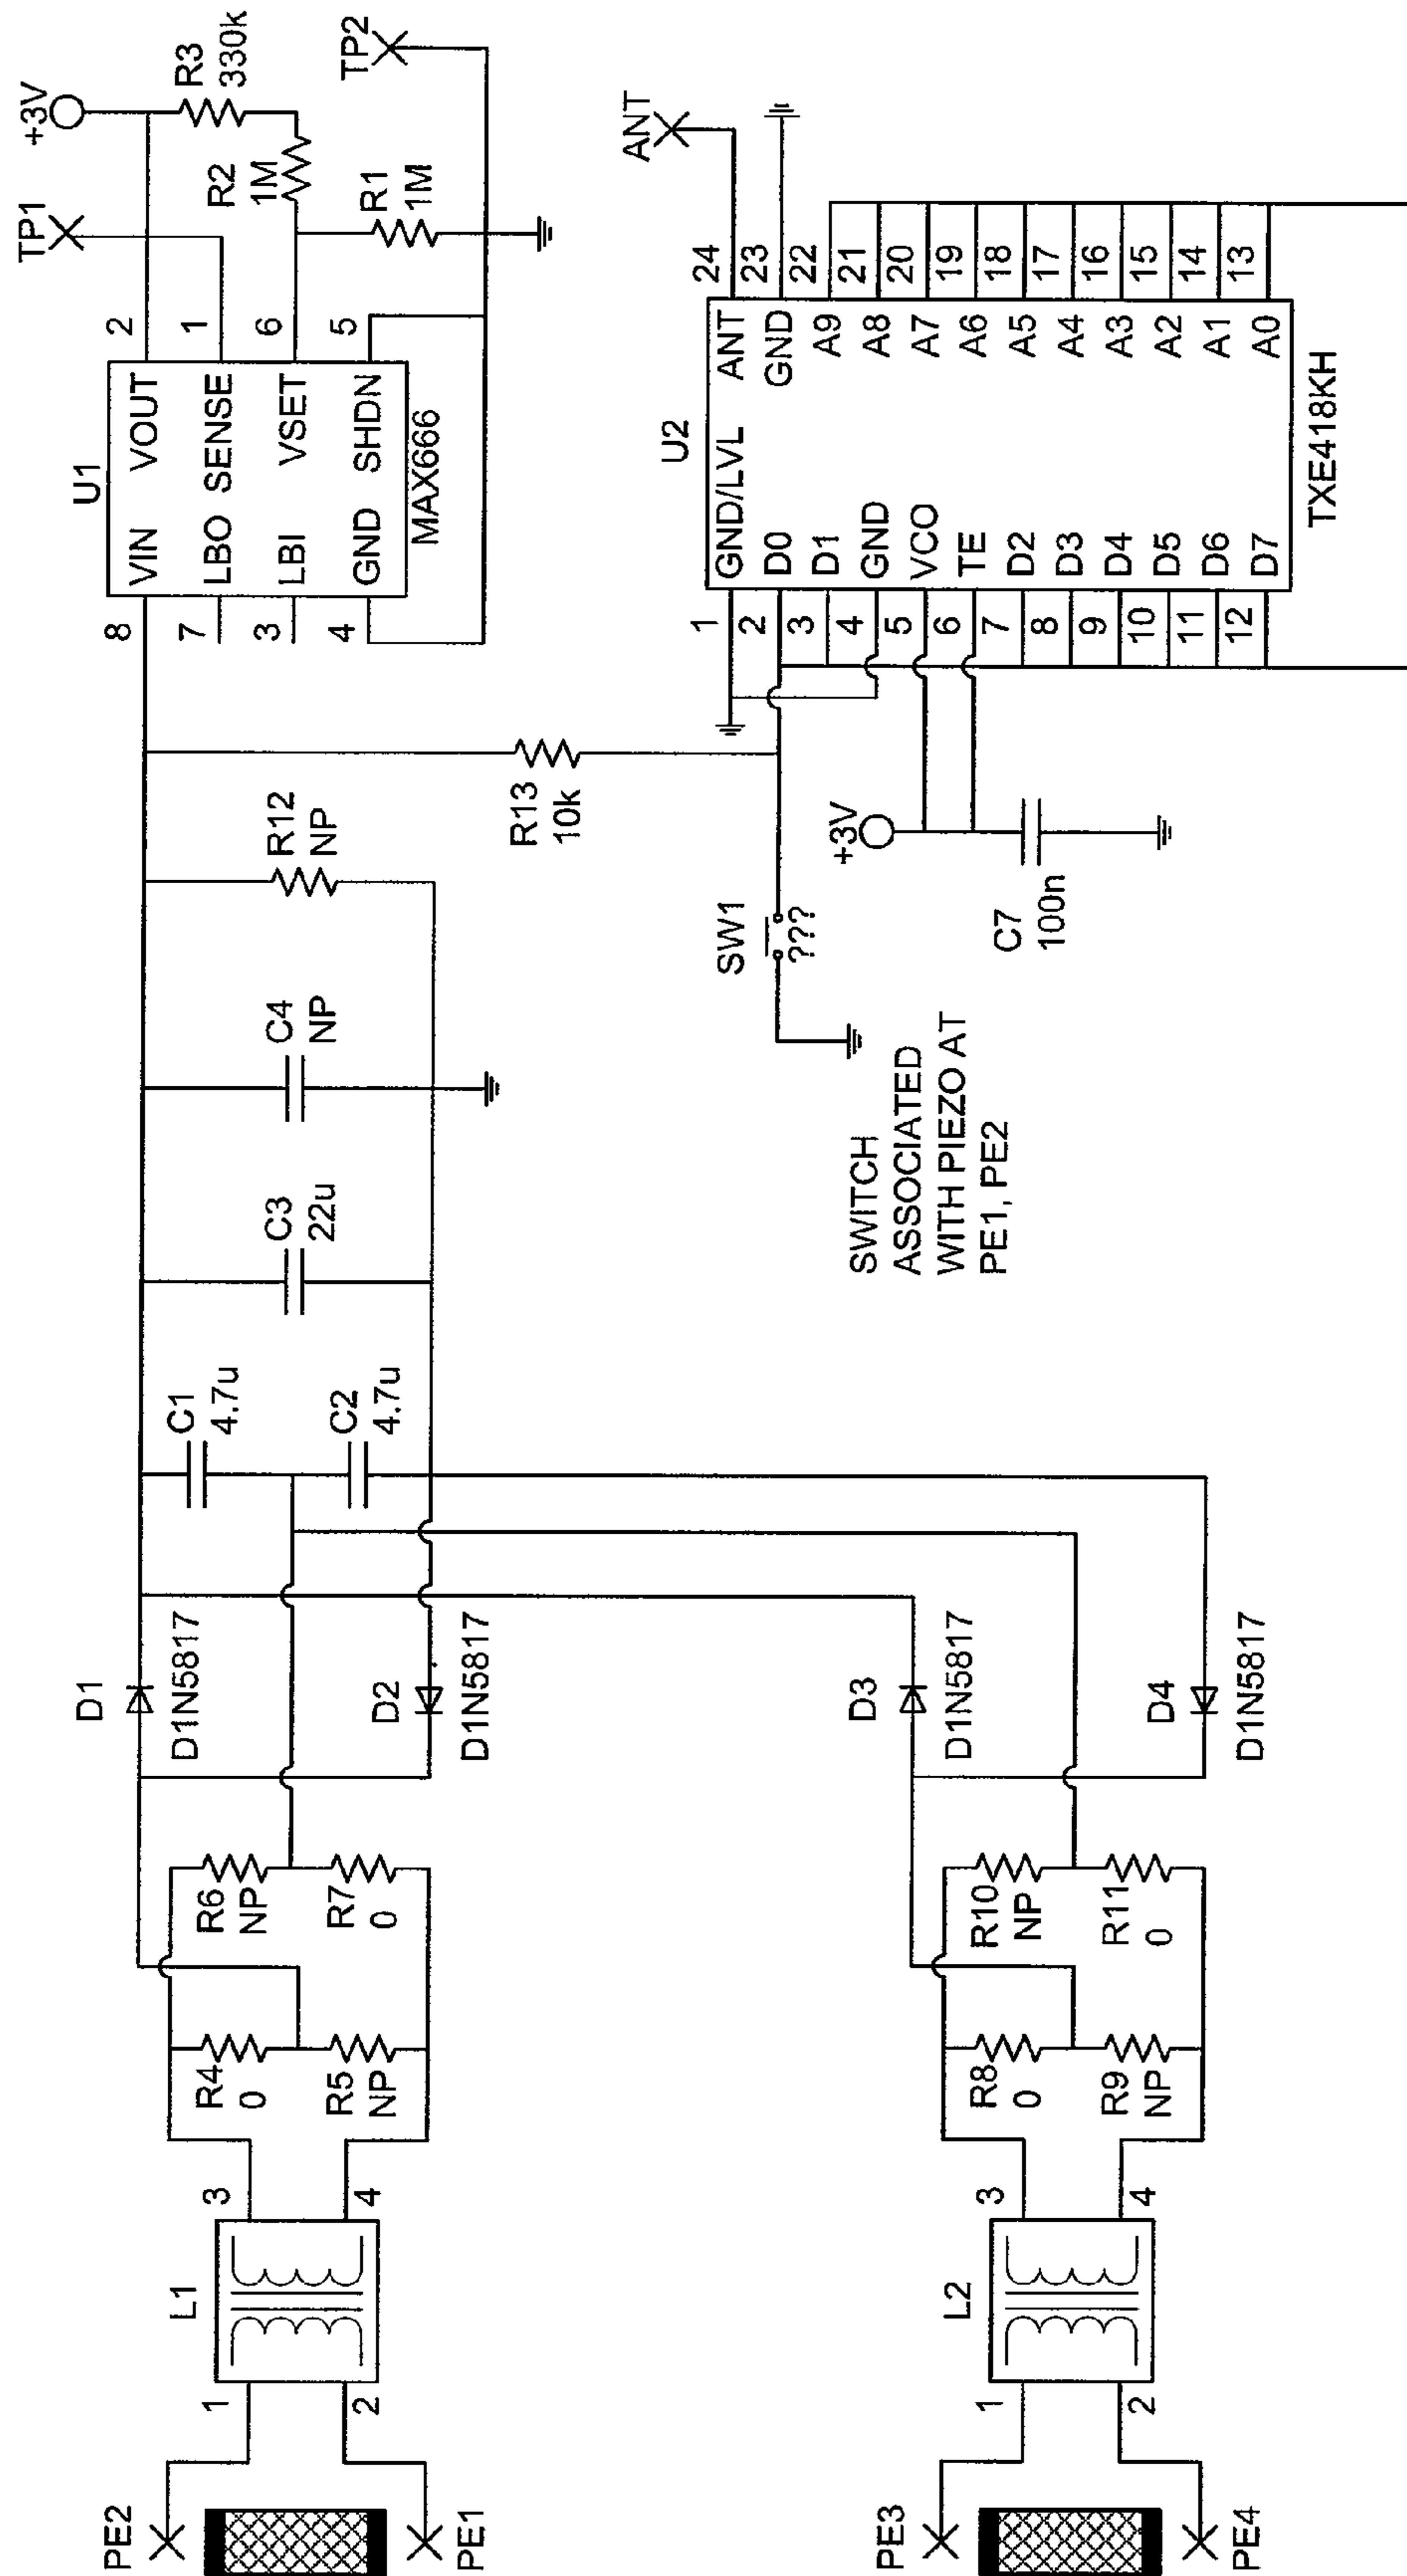 PE2
PE1
1
2
L1
3
4
R4
0
R5
NP
R6
NP
R7
0
D1
D1N5817
D2
D1N5817
C1
4.7u
C2
4.7u
C3
22u
C4
NP
R12
NP
8
7
3
4
U1
VIN
VOUT
LBO
SENSE
LBI
VSET
GND
SHDN
MAX666
2
1
6
5
TP1
+3V
R2
1M
R3
330k
R1
1M
TP2
PE3
PE4
1
2
L2
3
4
R8
0
R9
NP
R10
NP
R11
0
D3
D1N5817
D4
D1N5817
SWITCH
ASSOCIATED
WITH PIEZO AT
PE1, PE2
SW1
???
R13
10k
+3V
C7
100n
1
2
3
4
5
6
7
8
9
10
11
12
U2
GND/LVL
D0
D1
GND
VCO
TE
D2
D3
D4
D5
D6
D7
ANT
GND
A9
A8
A7
A6
A5
A4
A3
A2
A1
A0
TXE418KH
24
23
22
21
20
19
18
17
16
15
14
13
ANT